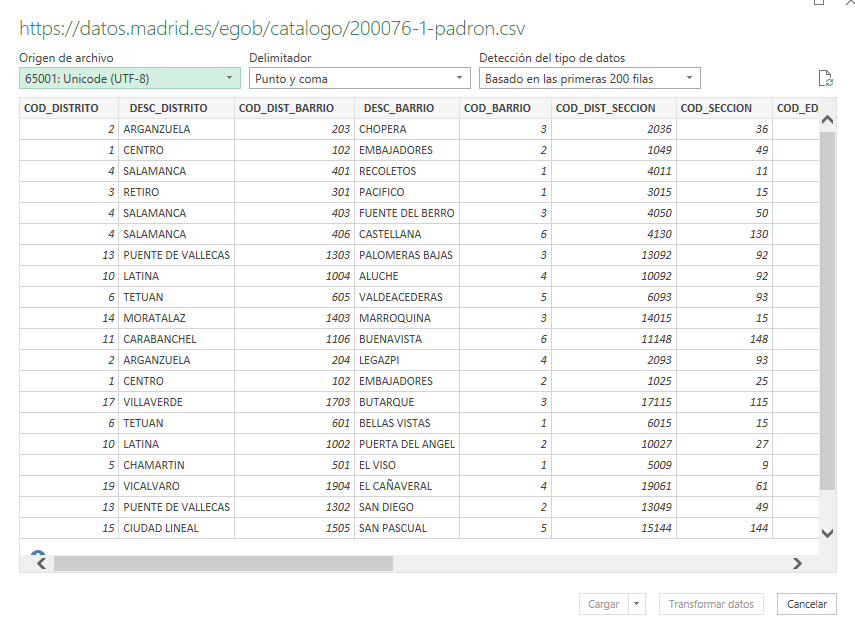 https://datos.madrid.es/egob/catalogo/200076-1-padron.csv
Origen de archivo Delimitador Detección del tipo de datos
65001: Unicode (UTF-8) Punto y coma Basado en las primeras 200 filas
COD_DISTRITO DESC_DISTRITO COD_DIST_BARRIO DESC_BARRIO COD_BARRIO COD_DIST_SECCION COD_SECCION COD_ED
2 ARGANZUELA 203 CHOPERA 3 2036 36
1 CENTRO 102 EMBAJADORES 2 1049 49
4 SALAMANCA 401 RECOLETOS 1 4011 11
3 RETIRO 301 PACIFICO 1 3015 15
4 SALAMANCA 403 FUENTE DEL BERRO 3 4050 50
4 SALAMANCA 406 CASTELLANA 6 4130 130
13 PUENTE DE VALLECAS 1303 PALOMERAS BAJAS 3 13092 92
10 LATINA 1004 ALUCHE 4 10092 92
6 TETUAN 605 VALDEACEDERAS 5 6093 93
14 MORATALAZ 1403 MARROQUINA 3 14015 15
11 CARABANCHEL 1106 BUENAVISTA 6 11148 148
2 ARGANZUELA 204 LEGAZPI 4 2093 93
1 CENTRO 102 EMBAJADORES 2 1025 25
17 VILLAVERDE 1703 BUTARQUE 3 17115 115
6 TETUAN 601 BELLAS VISTAS 1 6015 15
10 LATINA 1002 PUERTA DEL ANGEL 2 10027 27
5 CHAMARTIN 501 EL VISO 1 5009 9
19 VICALVARO 1904 EL CAÑAVERAL 4 19061 61
13 PUENTE DE VALLECAS 1302 SAN DIEGO 2 13049 49
15 CIUDAD LINEAL 1505 SAN PASCUAL 5 15144 144
Cargar Transformar datos Cancelar